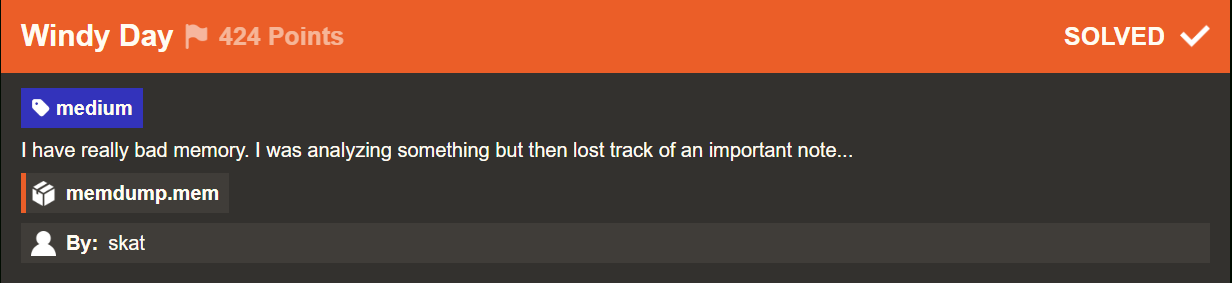 Windy Day 424 Points SOLVED
medium
I have really bad memory. I was analyzing something but then lost track of an important note...
memdump.mem
By: skat